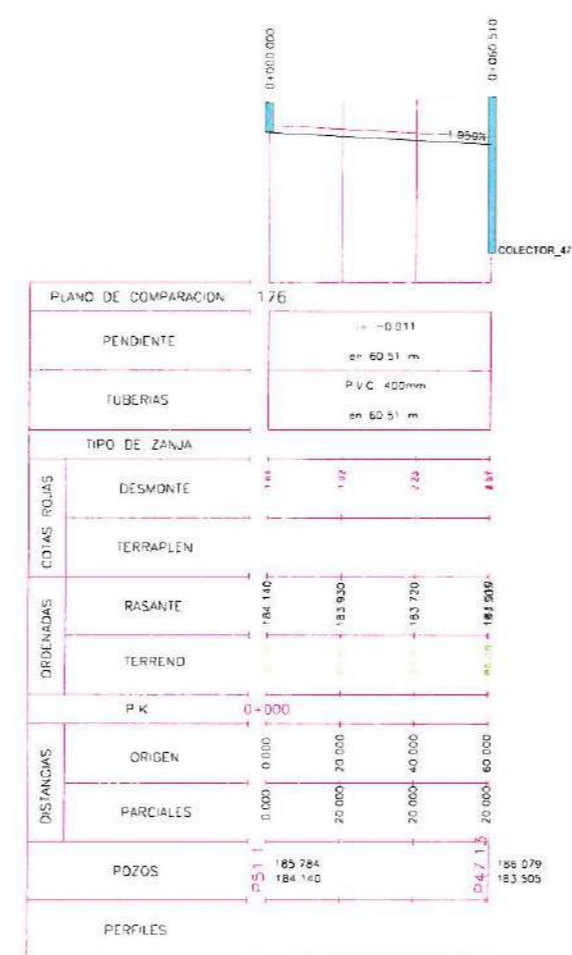 0+000 000
0+060 510
COLECTOR_47
PLANO DE COMPARACION 176
PENDIENTE
-0.011
en 60.51 m
TUBERIAS
P.V.C. 400mm
en 60.51 m
TIPO DE ZANJA
COTAS ROJAS
DESMONTE
TERRAPLEN
ORDENADAS
RASANTE 184 140 183 930 183 720
TERRENO
P.K. 0+000
DISTANCIAS
ORIGEN 0.000 20 000 40 000 60 000
PARCIALES 0.000 20 000 20 000 20 000
POZOS
P51 1
185 784
184 140
P47 13
186 079
183 505
PERFILES